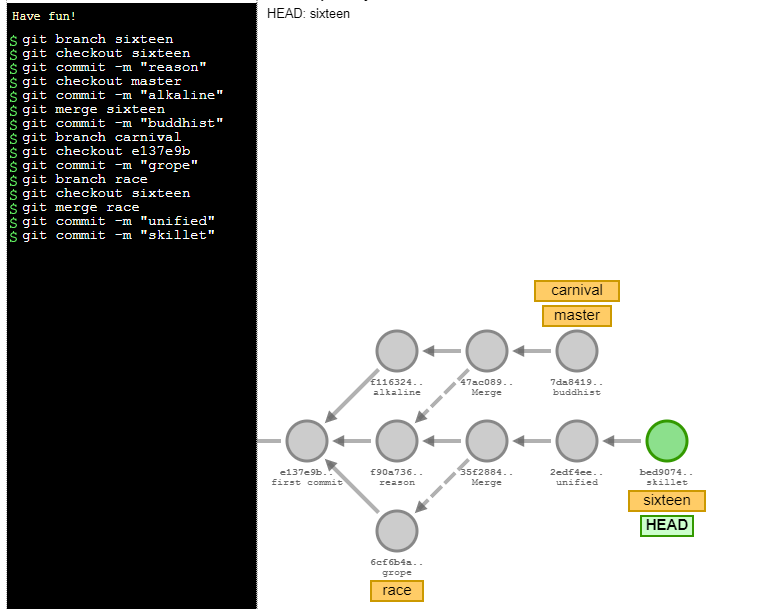 Have fun!
$ git branch sixteen
$ git checkout sixteen
$ git commit -m "reason"
$ git checkout master
$ git commit -m "alkaline"
$ git merge sixteen
$ git commit -m "buddhist"
$ git branch carnival
$ git checkout e137e9b
$ git commit -m "grope"
$ git branch race
$ git checkout sixteen
$ git merge race
$ git commit -m "unified"
$ git commit -m "skillet"
HEAD: sixteen
carnival
master
f116324..
alkaline
47ac089..
Merge
7da8419..
buddhist
e137e9b..
first commit
f90a736..
reason
35f2884..
Merge
2edf4ee..
unified
bed9074..
skillet
sixteen
HEAD
6cf6b4a..
grope
race